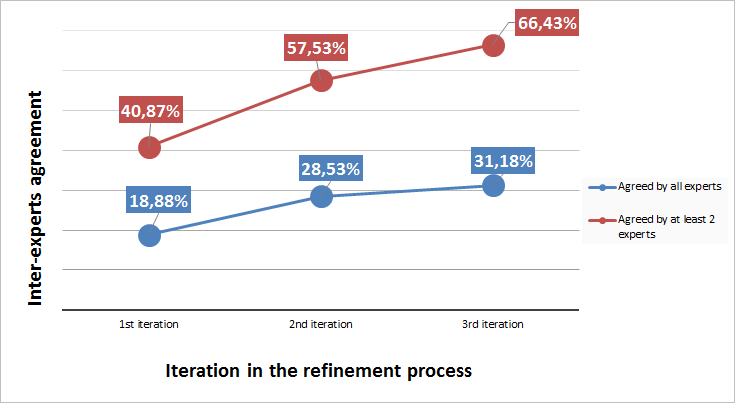 66,43%
57,53%
40,87%
31,18%
28,53%
18,88%
Inter-experts agreement
Agreed by all experts
Agreed by at least 2
experts
1st iteration 2nd iteration 3rd iteration
Iteration in the refinement process